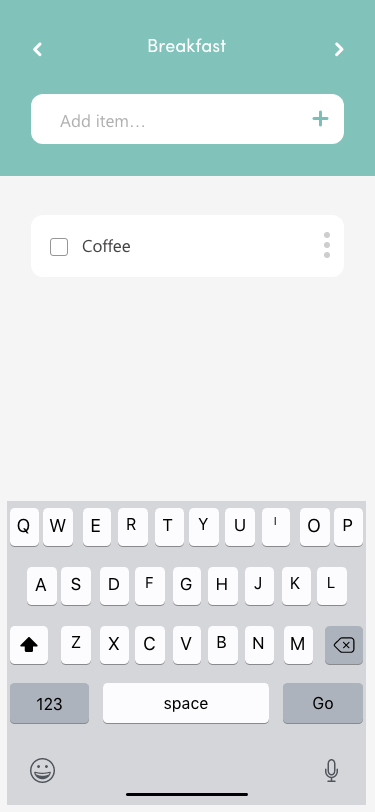 Breakfast
Add item...
Coffee
Q W E R T Y U I O P
A S D F G H J K L
Z X C V B N M
123 space Go